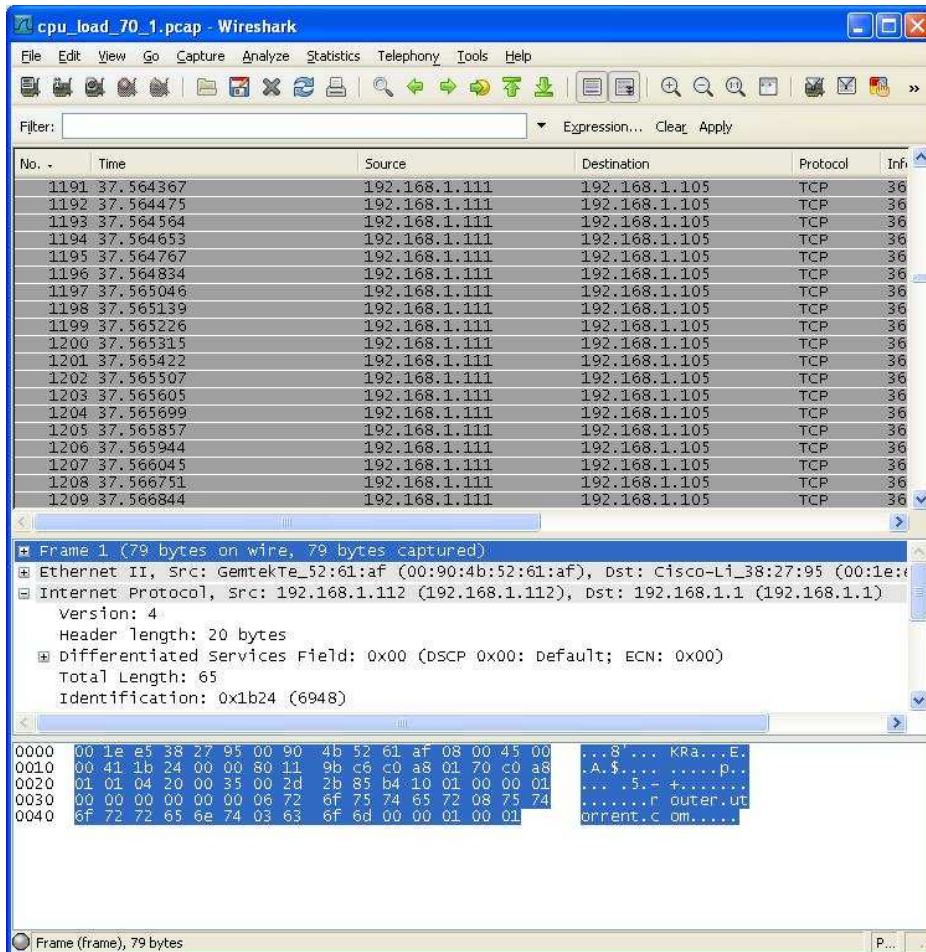 cpu_load_70_1.pcap - Wireshark
File Edit View Go Capture Analyze Statistics Telephony Tools Help
Filter: Expression... Clear Apply
No. - Time Source Destination Protocol Info
1191 37.564367 192.168.1.111 192.168.1.105 TCP 36
1192 37.564475 192.168.1.111 192.168.1.105 TCP 36
1193 37.564564 192.168.1.111 192.168.1.105 TCP 36
1194 37.564653 192.168.1.111 192.168.1.105 TCP 36
1195 37.564767 192.168.1.111 192.168.1.105 TCP 36
1196 37.564834 192.168.1.111 192.168.1.105 TCP 36
1197 37.565046 192.168.1.111 192.168.1.105 TCP 36
1198 37.565139 192.168.1.111 192.168.1.105 TCP 36
1199 37.565226 192.168.1.111 192.168.1.105 TCP 36
1200 37.565315 192.168.1.111 192.168.1.105 TCP 36
1201 37.565422 192.168.1.111 192.168.1.105 TCP 36
1202 37.565507 192.168.1.111 192.168.1.105 TCP 36
1203 37.565605 192.168.1.111 192.168.1.105 TCP 36
1204 37.565699 192.168.1.111 192.168.1.105 TCP 36
1205 37.565857 192.168.1.111 192.168.1.105 TCP 36
1206 37.565944 192.168.1.111 192.168.1.105 TCP 36
1207 37.566045 192.168.1.111 192.168.1.105 TCP 36
1208 37.566751 192.168.1.111 192.168.1.105 TCP 36
1209 37.566844 192.168.1.111 192.168.1.105 TCP 36
Frame 1 (79 bytes on wire, 79 bytes captured)
Ethernet II, Src: GemtekTe_52:61:af (00:90:4b:52:61:af), Dst: Cisco-Li_38:27:95 (00:1e:e
Internet Protocol, Src: 192.168.1.112 (192.168.1.112), Dst: 192.168.1.1 (192.168.1.1)
Version: 4
Header length: 20 bytes
Differentiated Services Field: 0x00 (DSCP 0x00: Default; ECN: 0x00)
Total Length: 65
Identification: 0x1b24 (6948)
0000 00 1e e5 38 27 95 00 90 4b 52 61 af 08 00 45 00 ...8'... KRa...E.
0010 00 41 1b 24 00 00 80 11 9b c6 c0 a8 01 70 c0 a8 .A.$.... .....p..
0020 01 01 04 20 00 35 00 2d 2b 85 b4 10 01 00 00 01 ... .5.- +.......
0030 00 00 00 00 00 00 06 72 6f 75 74 65 72 08 75 74 .......r outer.ut
0040 6f 72 72 65 6e 74 03 63 6f 6d 00 00 01 00 01 orrent.c om.....
Frame (frame), 79 bytes P...